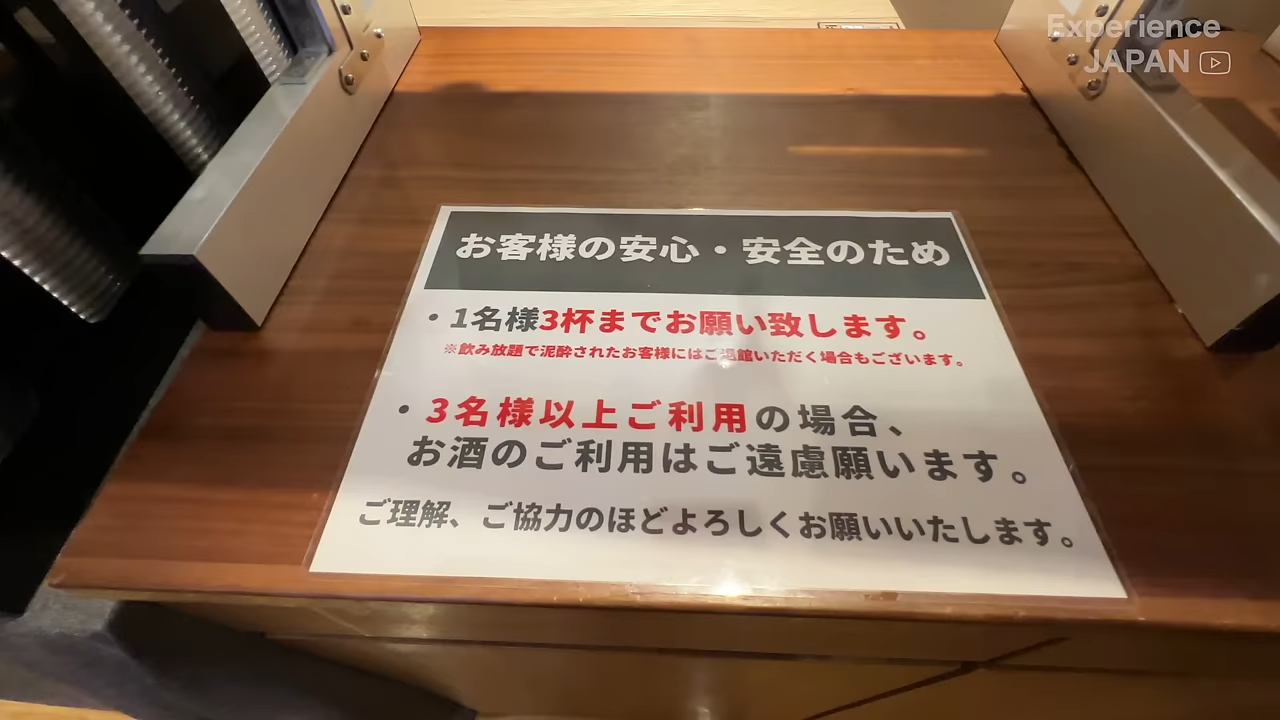 Experience
JAPAN
お客様の安心・安全のため
・1名様3杯までお願い致します。
※飲み放題で泥酔されたお客様にはご退館いただく場合もございます。
・3名様以上ご利用の場合、
お酒のご利用はご遠慮願います。
ご理解、ご協力のほどよろしくお願いいたします。